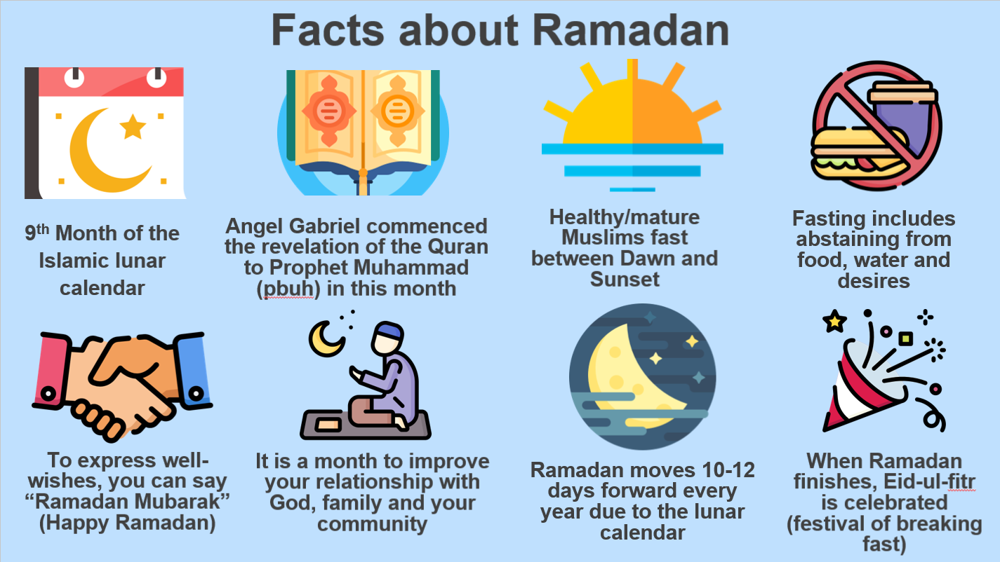 Facts about Ramadan
9th Month of the
Islamic lunar
calendar
Angel Gabriel commenced
the revelation of the Quran
to Prophet Muhammad
(pbuh) in this month
Healthy/mature
Muslims fast
between Dawn and
Sunset
Fasting includes
abstaining from
food, water and
desires
To express well-
wishes, you can say
“Ramadan Mubarak”
(Happy Ramadan)
It is a month to improve
your relationship with
God, family and your
community
Ramadan moves 10-12
days forward every
year due to the lunar
calendar
When Ramadan
finishes, Eid-ul-fitr
is celebrated
(festival of breaking
fast)